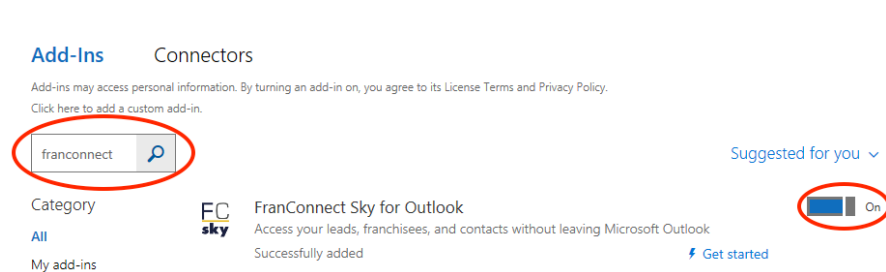 Add-Ins Connectors
Add-ins may access personal information. By turning an add-in on, you agree to its License Terms and Privacy Policy.
Click here to add a custom add-in.
franconnect
Suggested for you
Category
FC sky
FranConnect Sky for Outlook
On
All
Access your leads, franchisees, and contacts without leaving Microsoft Outlook
Successfully added
Get started
My add-ins